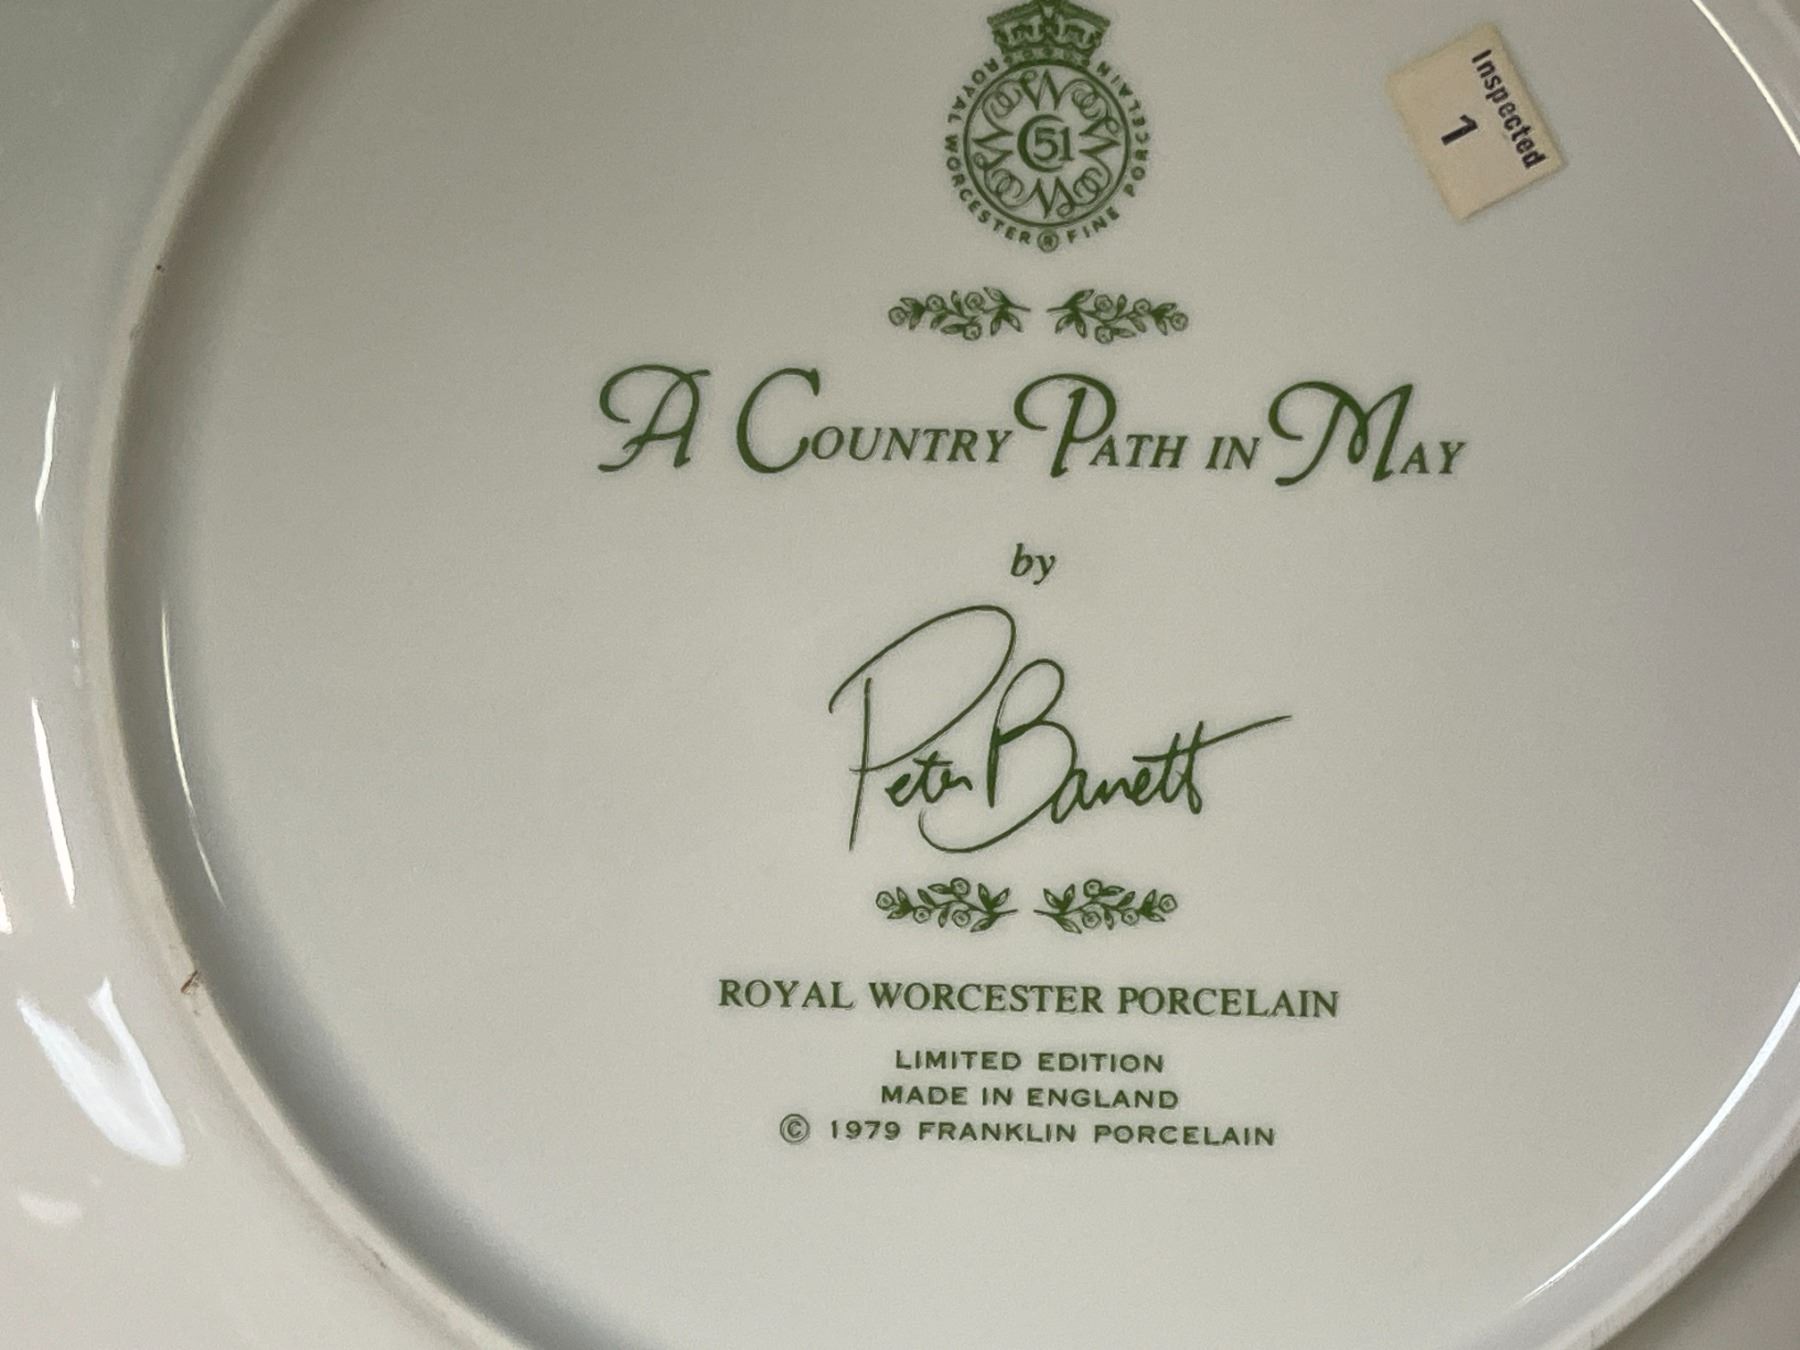 ROYAL WORCESTER ® FINE PORCELAIN
C51
Inspected
1
A COUNTRY PATH IN MAY
by
Peter Barrett
ROYAL WORCESTER PORCELAIN
LIMITED EDITION
MADE IN ENGLAND
© 1979 FRANKLIN PORCELAIN